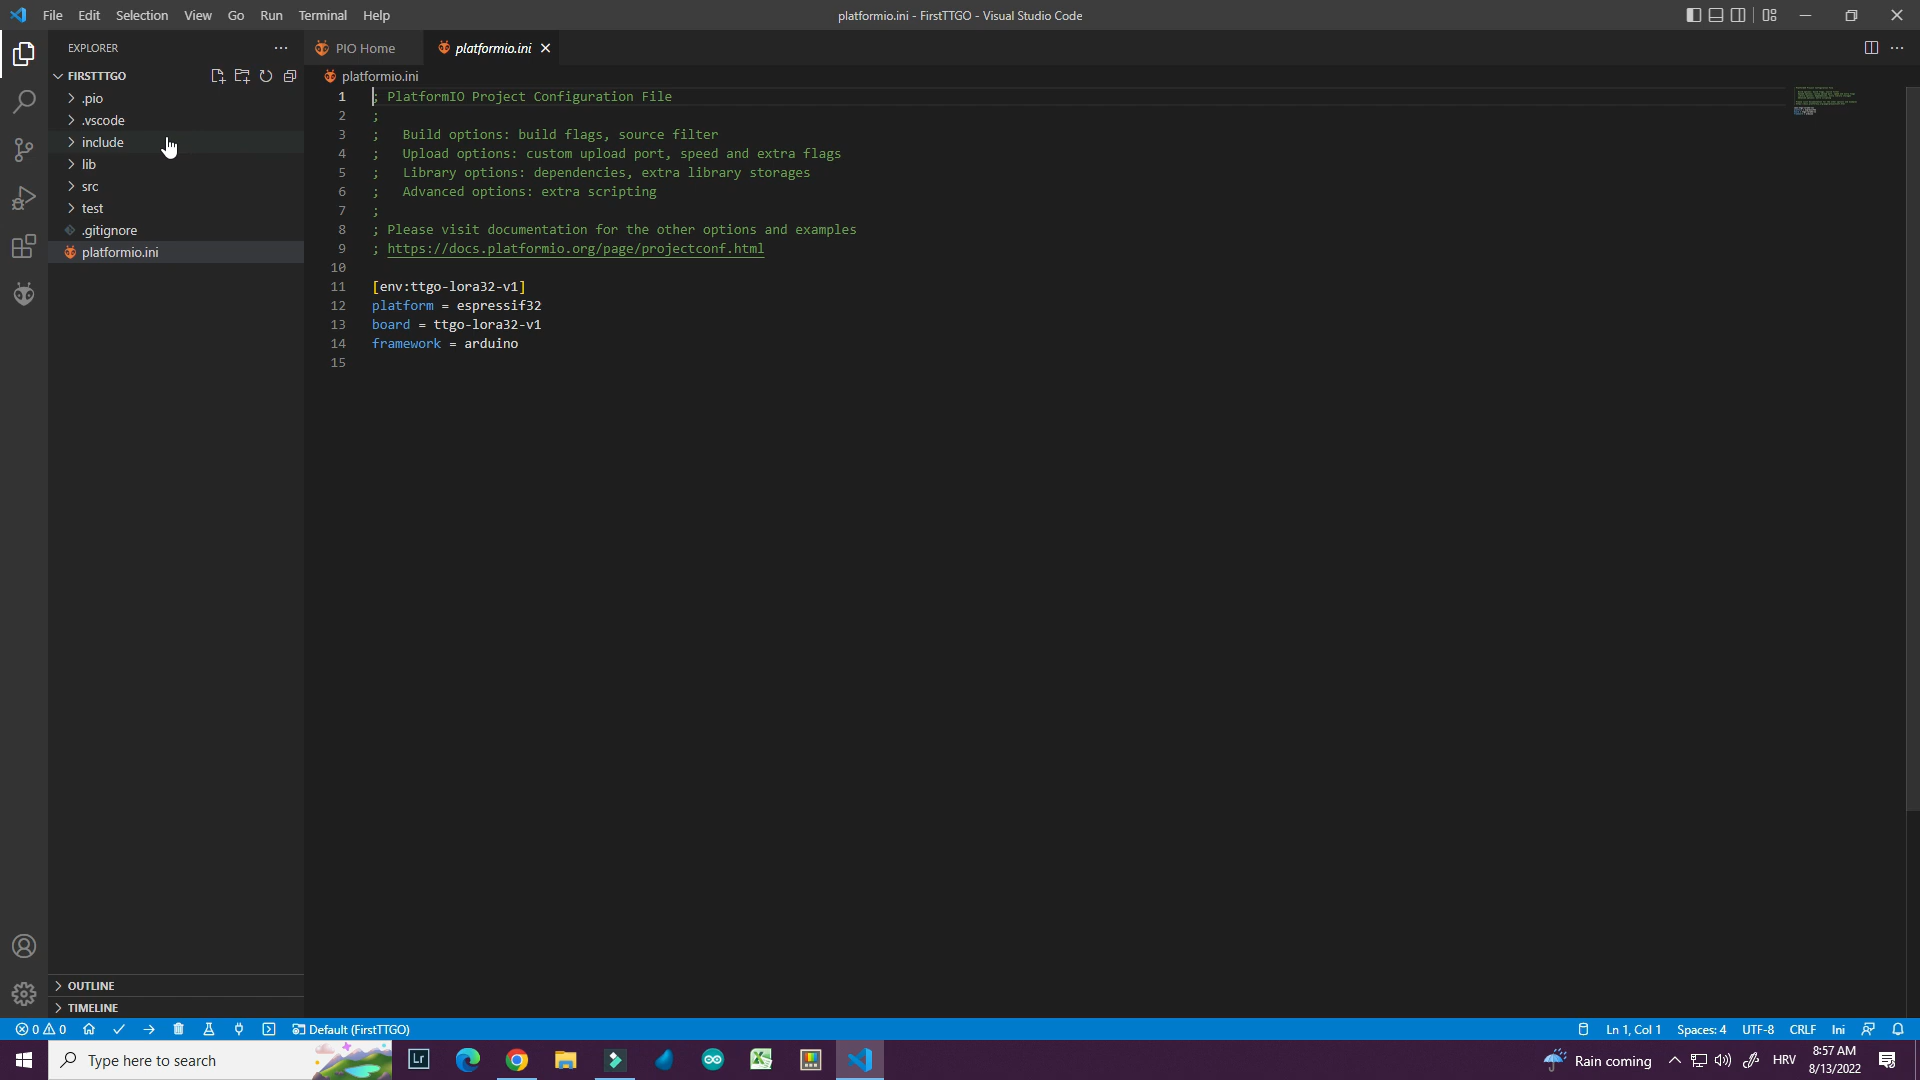 File Edit Selection View Go Run Terminal Help
platformio.ini - FirstTTGO - Visual Studio Code
EXPLORER
PIO Home
platformio.ini
FIRSTTTGO
platformio.ini
.pio
.vscode
include
lib
src
test
.gitignore
platformio.ini
1 ; PlatformIO Project Configuration File
2 ;
3 ;   Build options: build flags, source filter
4 ;   Upload options: custom upload port, speed and extra flags
5 ;   Library options: dependencies, extra library storages
6 ;   Advanced options: extra scripting
7 ;
8 ; Please visit documentation for the other options and examples
9 ; https://docs.platformio.org/page/projectconf.html
10
11 [env:ttgo-lora32-v1]
12 platform = espressif32
13 board = ttgo-lora32-v1
14 framework = arduino
15
OUTLINE
TIMELINE
0 0 Default (FirstTTGO) Ln 1, Col 1 Spaces: 4 UTF-8 CRLF Ini
Type here to search
Lr
Rain coming
HRV
8:57 AM
8/13/2022